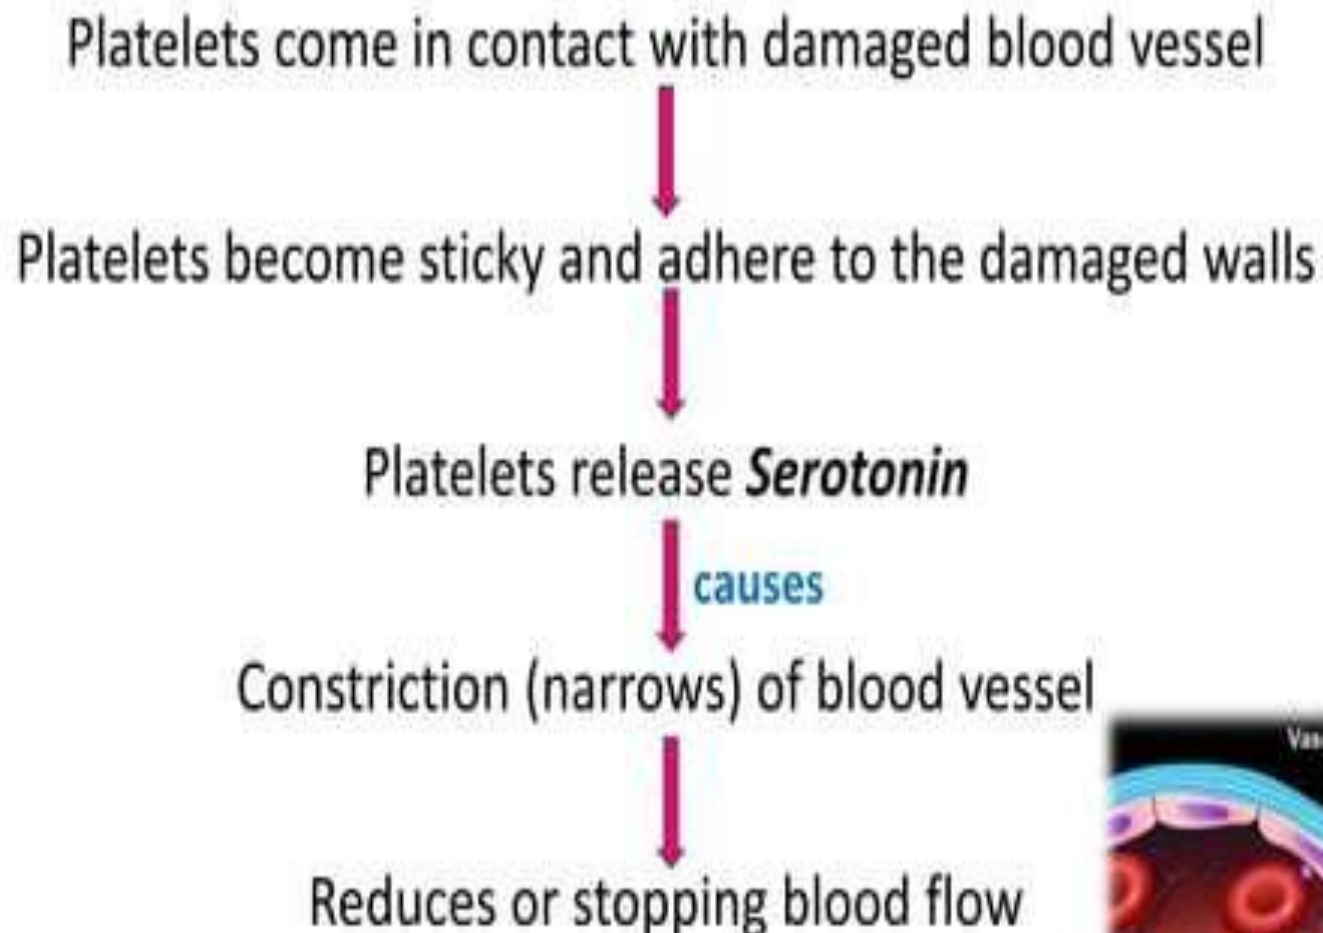 Platelets come in contact with damaged blood vessel
Platelets become sticky and adhere to the damaged walls
Platelets release Serotonin
causes
Constriction (narrows) of blood vessel
Reduces or stopping blood flow